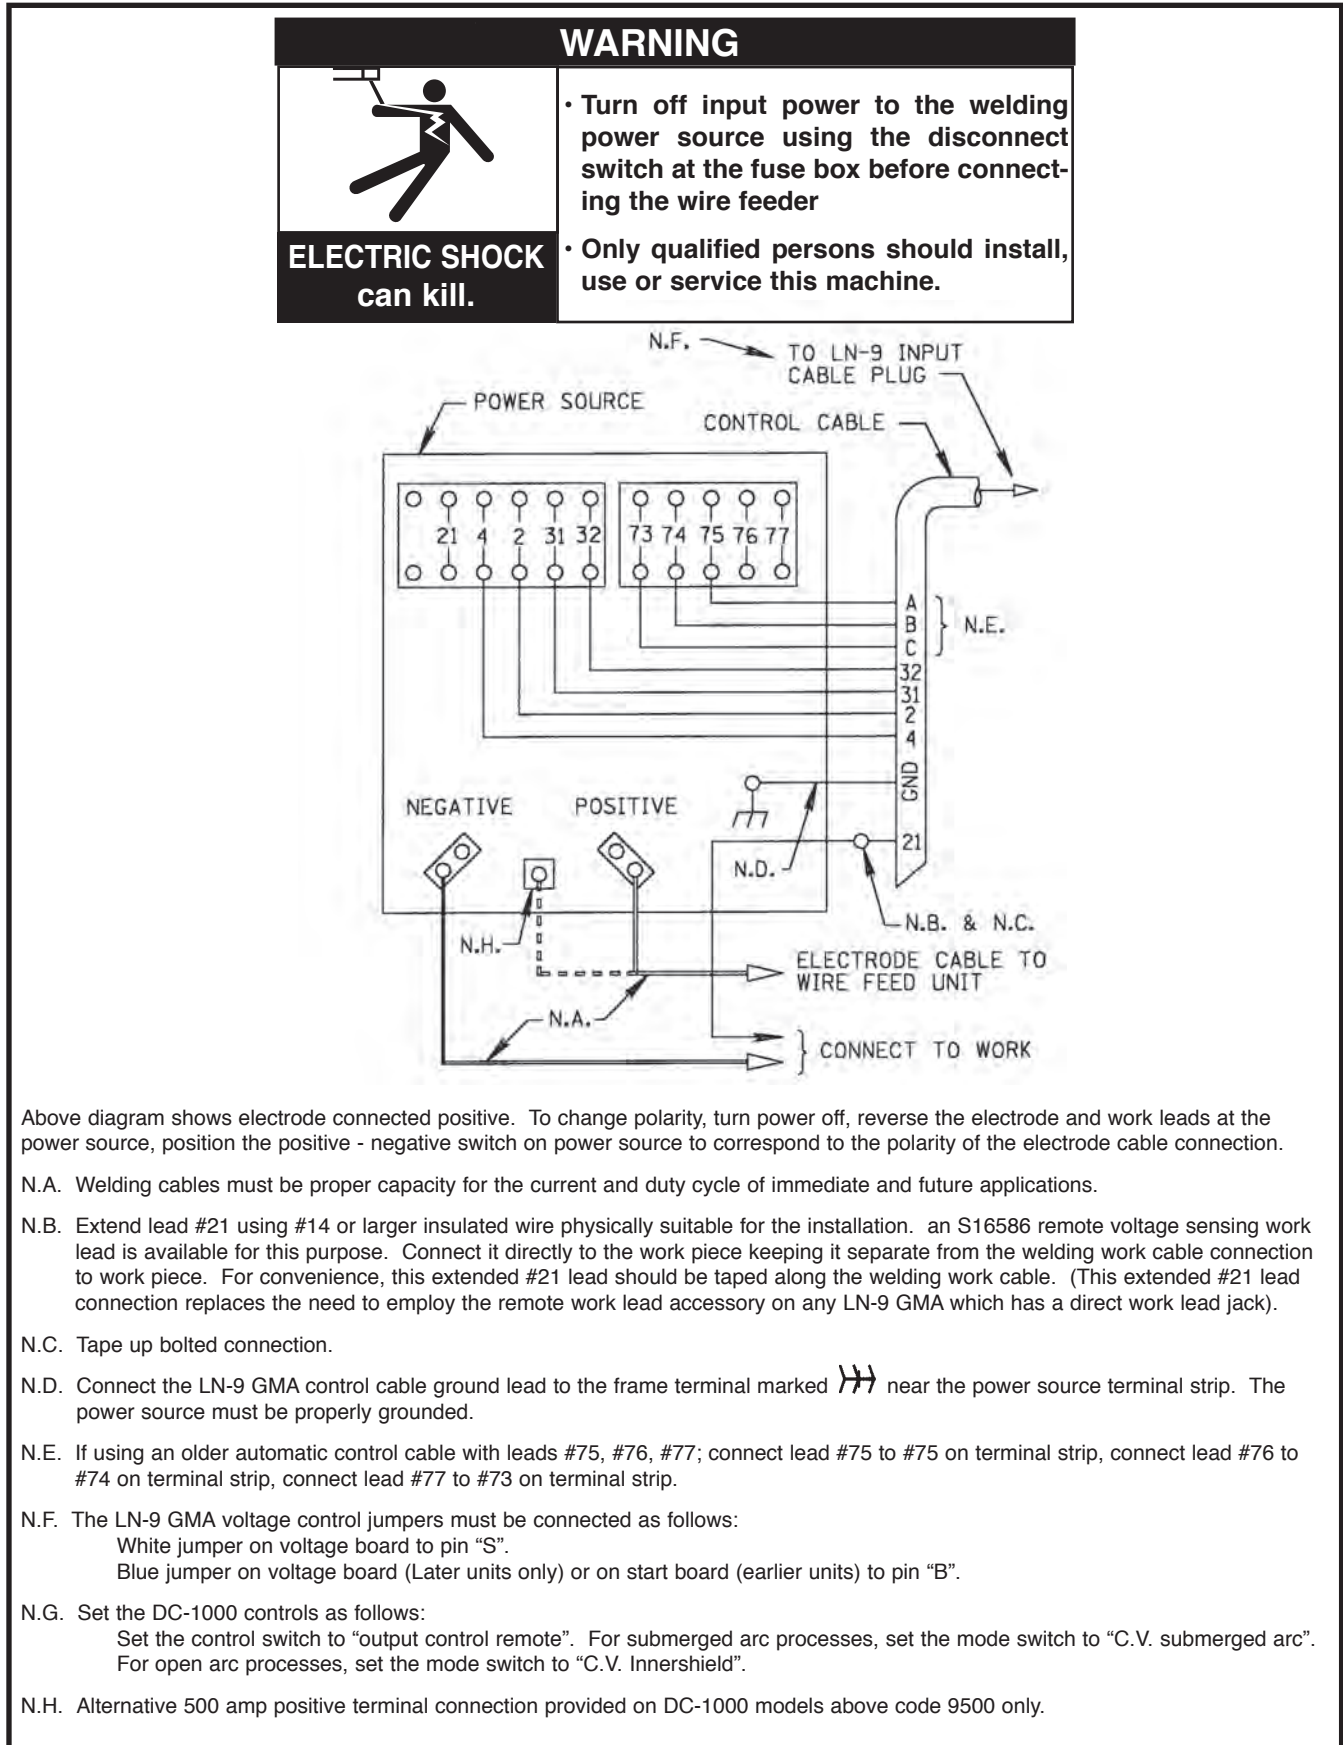 WARNING
• Turn off input power to the welding
power source using the disconnect
switch at the fuse box before connect-
ing the wire feeder
• Only qualified persons should install,
use or service this machine.
ELECTRIC SHOCK
can kill.
N.F.
TO LN-9 INPUT
CABLE PLUG
POWER SOURCE
CONTROL CABLE
21 4 2 31 32 73 74 75 76 77
A
B
C
N.E.
32
31
2
4
GND
21
NEGATIVE POSITIVE
N.D.
N.B. & N.C.
N.H.
ELECTRODE CABLE TO
WIRE FEED UNIT
N.A.
CONNECT TO WORK
Above diagram shows electrode connected positive. To change polarity, turn power off, reverse the electrode and work leads at the
power source, position the positive - negative switch on power source to correspond to the polarity of the electrode cable connection.
N.A. Welding cables must be proper capacity for the current and duty cycle of immediate and future applications.
N.B. Extend lead #21 using #14 or larger insulated wire physically suitable for the installation. an S16586 remote voltage sensing work
lead is available for this purpose. Connect it directly to the work piece keeping it separate from the welding work cable connection
to work piece. For convenience, this extended #21 lead should be taped along the welding work cable. (This extended #21 lead
connection replaces the need to employ the remote work lead accessory on any LN-9 GMA which has a direct work lead jack).
N.C. Tape up bolted connection.
N.D. Connect the LN-9 GMA control cable ground lead to the frame terminal marked near the power source terminal strip. The
power source must be properly grounded.
N.E. If using an older automatic control cable with leads #75, #76, #77; connect lead #75 to #75 on terminal strip, connect lead #76 to
#74 on terminal strip, connect lead #77 to #73 on terminal strip.
N.F. The LN-9 GMA voltage control jumpers must be connected as follows:
White jumper on voltage board to pin “S”.
Blue jumper on voltage board (Later units only) or on start board (earlier units) to pin “B”.
N.G. Set the DC-1000 controls as follows:
Set the control switch to “output control remote”. For submerged arc processes, set the mode switch to “C.V. submerged arc”.
For open arc processes, set the mode switch to “C.V. Innershield”.
N.H. Alternative 500 amp positive terminal connection provided on DC-1000 models above code 9500 only.